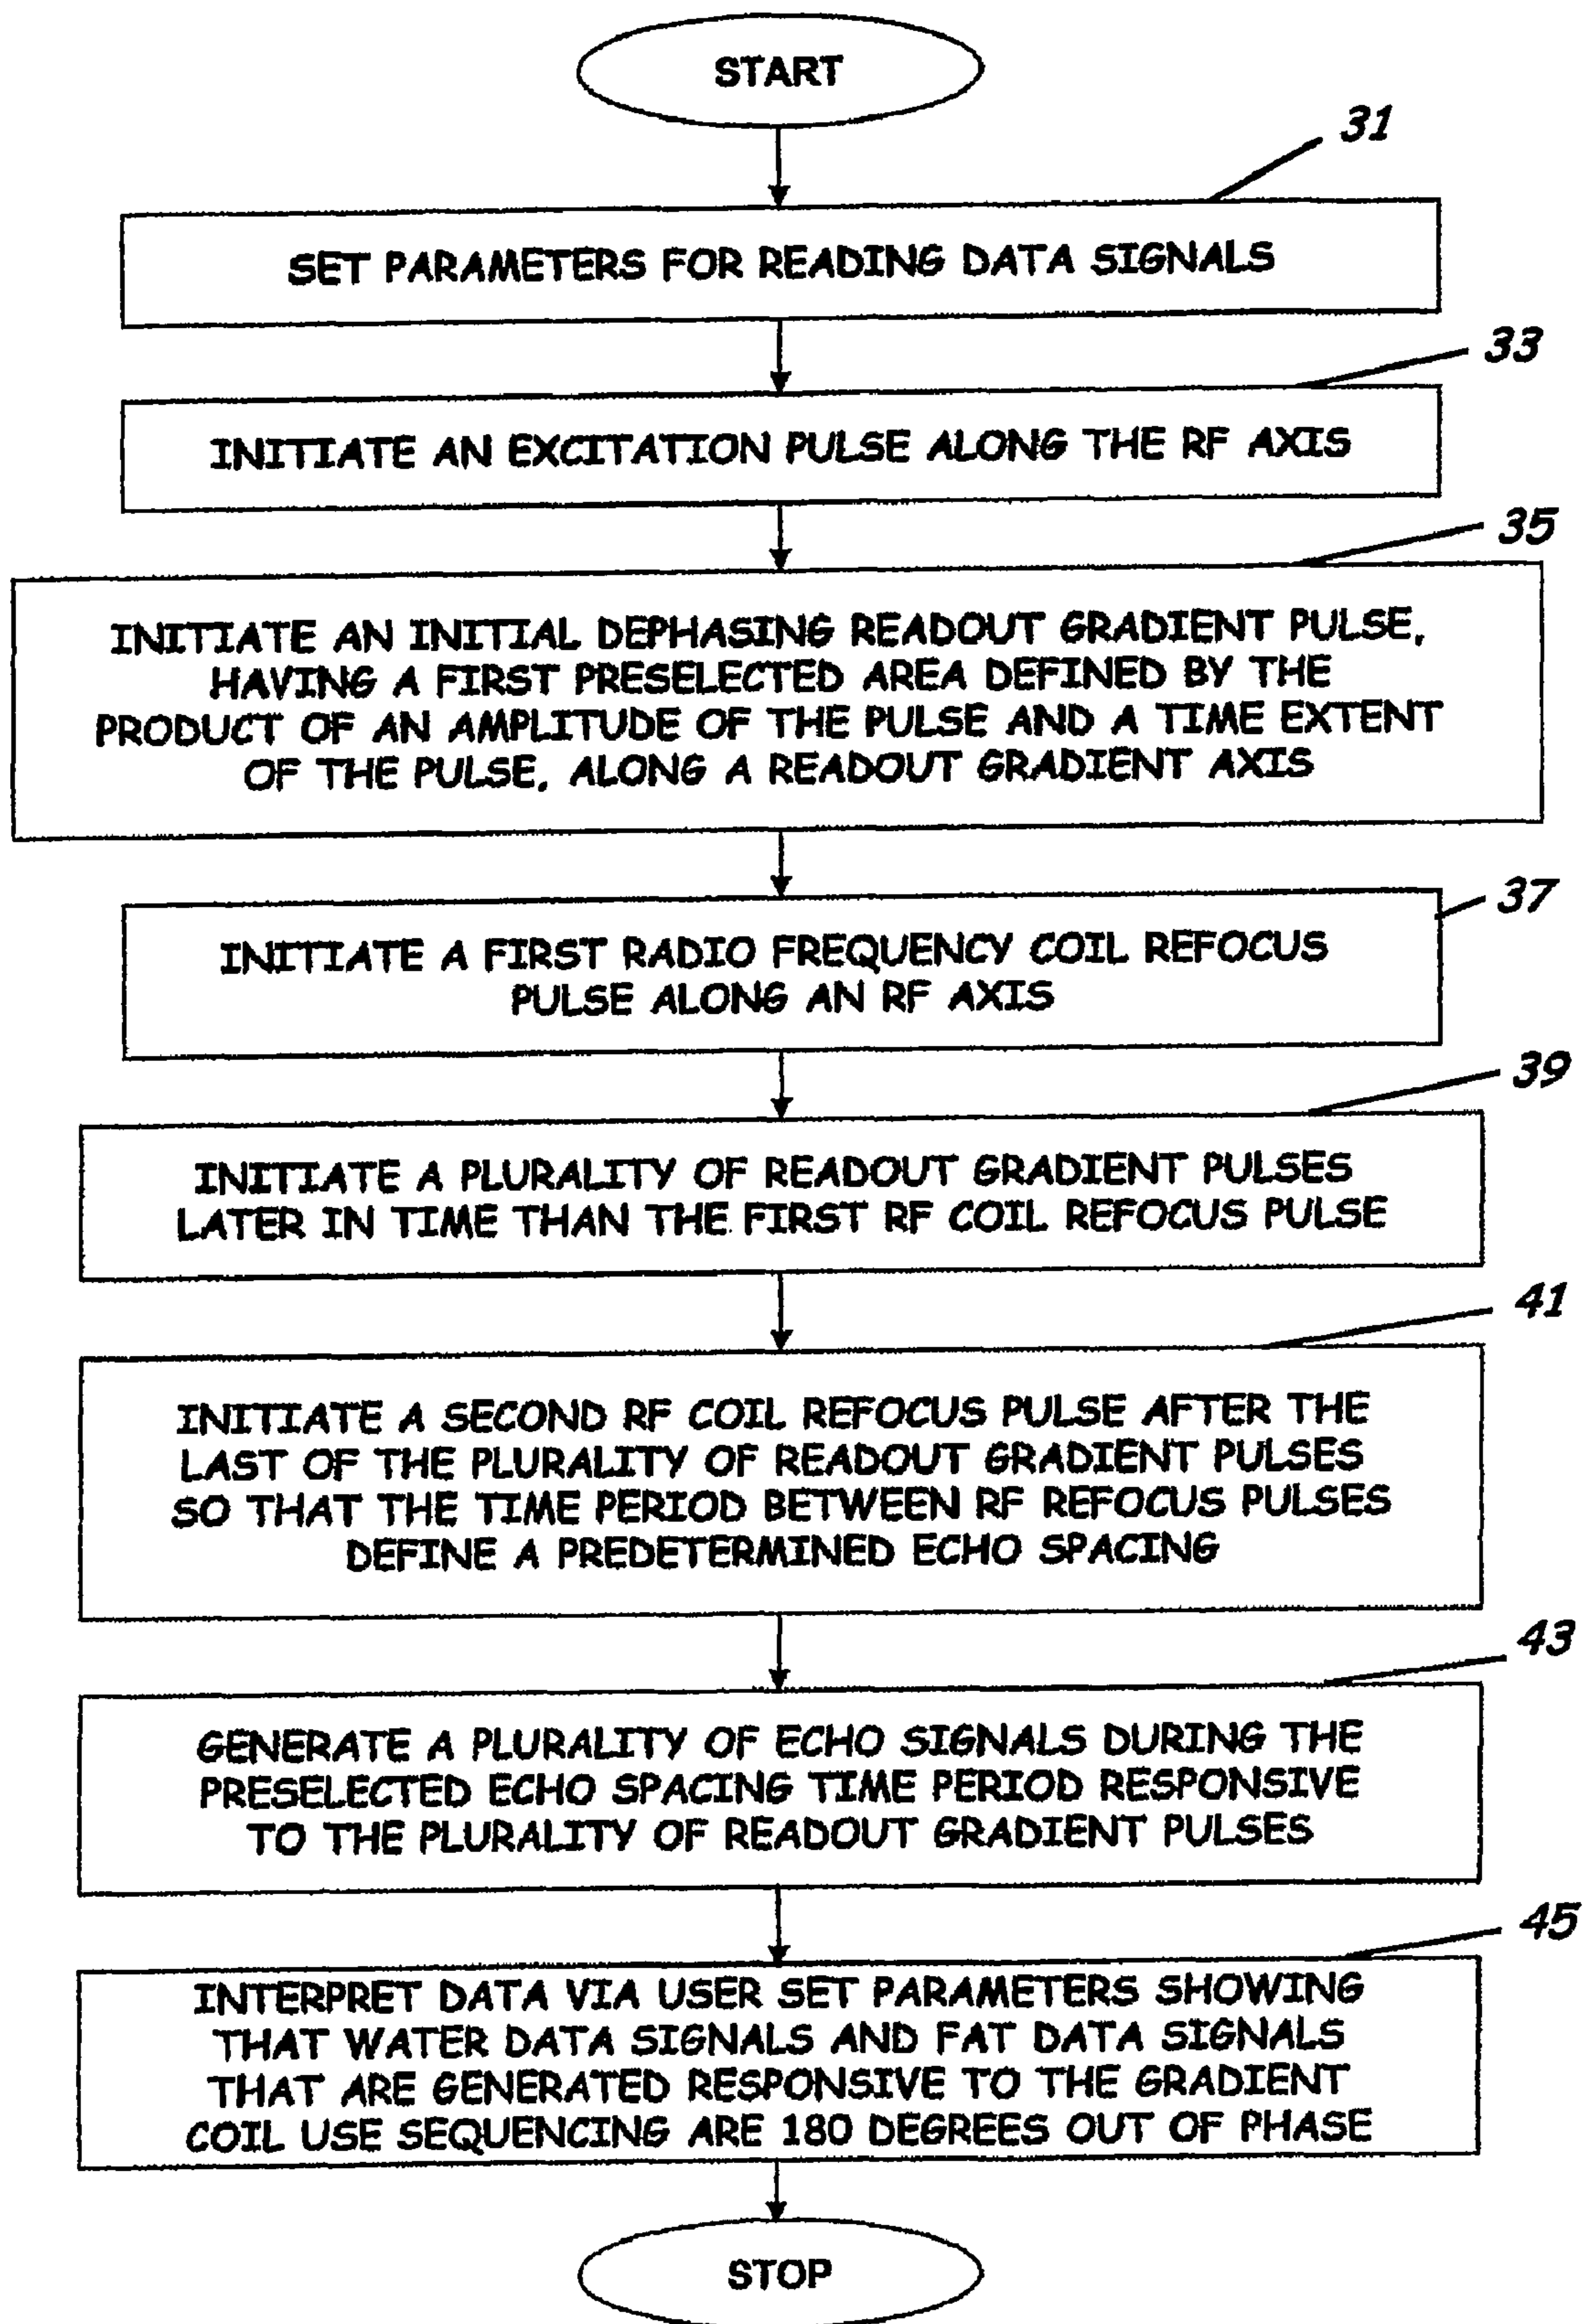 START
31
SET PARAMETERS FOR READING DATA SIGNALS
33
INITIATE AN EXCITATION PULSE ALONG THE RF AXIS
35
INITIATE AN INITIAL DEPHASING READOUT GRADIENT PULSE,
HAVING A FIRST PRESELECTED AREA DEFINED BY THE
PRODUCT OF AN AMPLITUDE OF THE PULSE AND A TIME EXTENT
OF THE PULSE, ALONG A READOUT GRADIENT AXIS
37
INITIATE A FIRST RADIO FREQUENCY COIL REFOCUS
PULSE ALONG AN RF AXIS
39
INITIATE A PLURALITY OF READOUT GRADIENT PULSES
LATER IN TIME THAN THE FIRST RF COIL REFOCUS PULSE
41
INITIATE A SECOND RF COIL REFOCUS PULSE AFTER THE
LAST OF THE PLURALITY OF READOUT GRADIENT PULSES
SO THAT THE TIME PERIOD BETWEEN RF REFOCUS PULSES
DEFINE A PREDETERMINED ECHO SPACING
43
GENERATE A PLURALITY OF ECHO SIGNALS DURING THE
PRESELECTED ECHO SPACING TIME PERIOD RESPONSIVE
TO THE PLURALITY OF READOUT GRADIENT PULSES
45
INTERPRET DATA VIA USER SET PARAMETERS SHOWING
THAT WATER DATA SIGNALS AND FAT DATA SIGNALS
THAT ARE GENERATED RESPONSIVE TO THE GRADIENT
COIL USE SEQUENCING ARE 180 DEGREES OUT OF PHASE
STOP